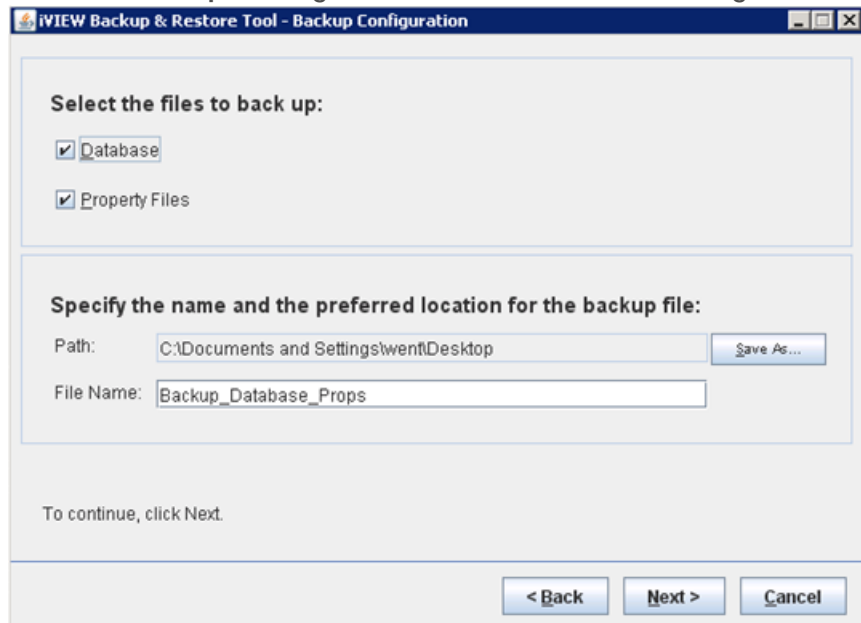 iVIEW Backup & Restore Tool - Backup Configuration
Select the files to back up:
Database
Property Files
Specify the name and the preferred location for the backup file:
Path: C:\Documents and Settings\went\Desktop Save As...
File Name: Backup_Database_Props
To continue, click Next.
< Back Next > Cancel